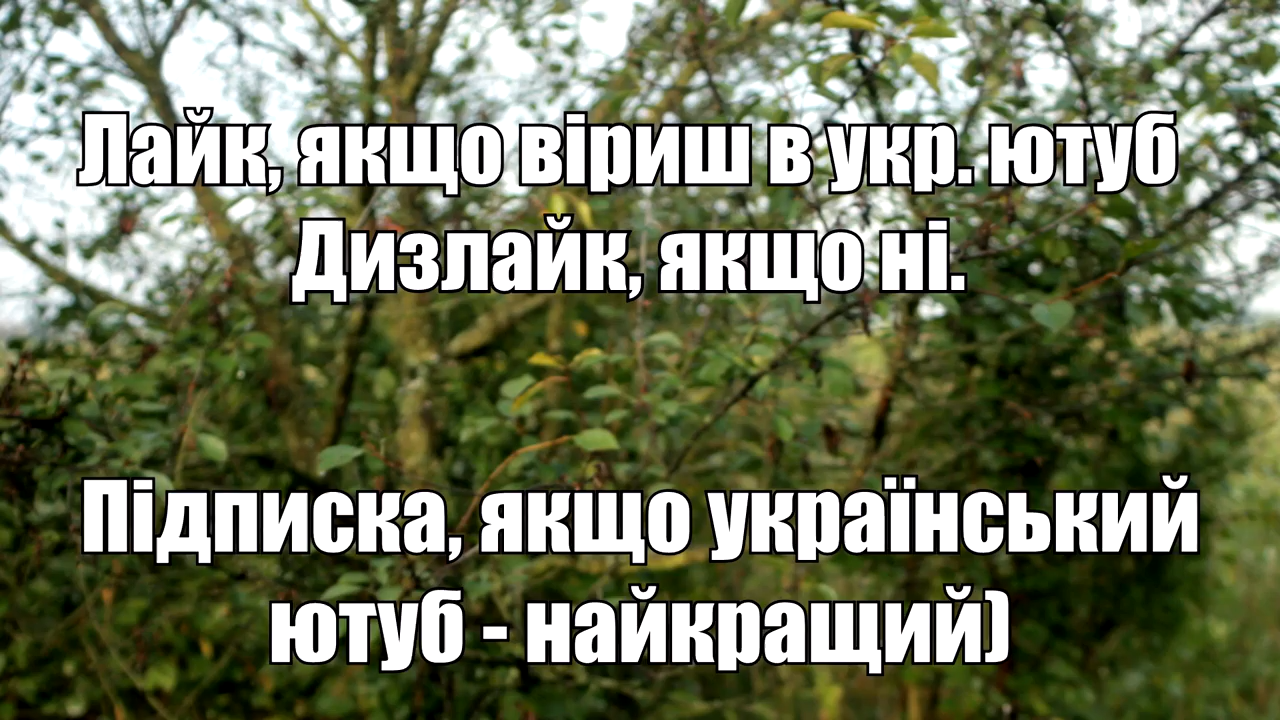 Лайк, якщо віриш в укр. ютуб
Дизлайк, якщо ні.
Підписка, якщо український
ютуб - найкращий)